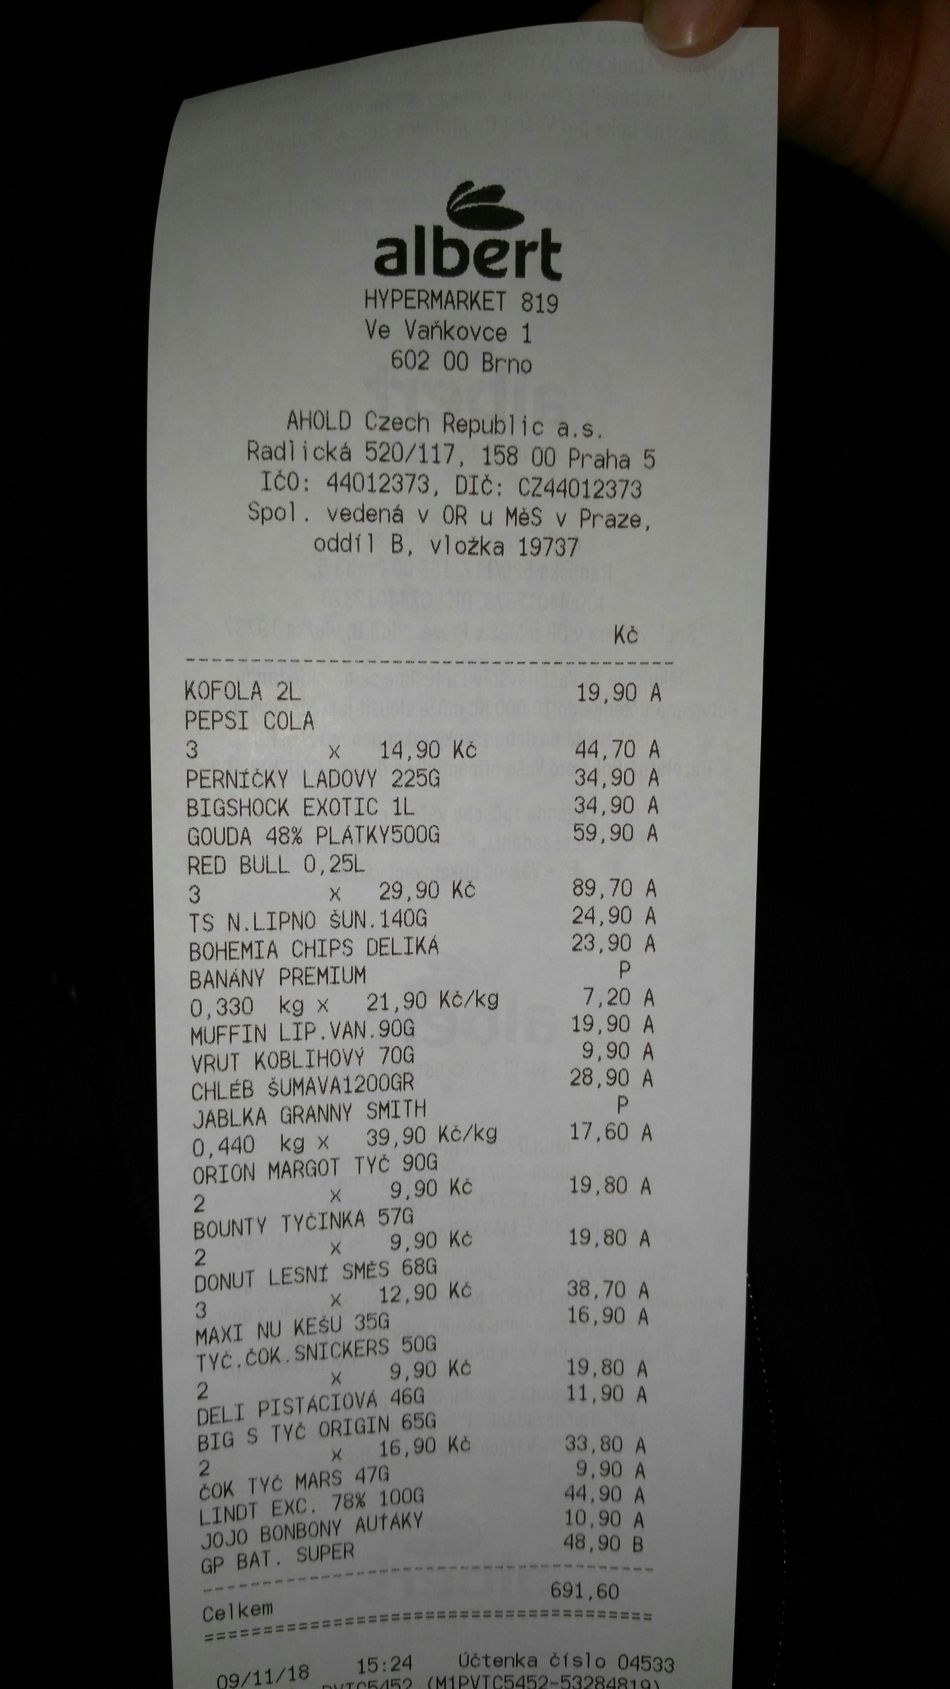 albert
HYPERMARKET 819
Ve Vaňkovce 1
602 00 Brno
AHOLD Czech Republic a.s.
Radlická 520/117, 158 00 Praha 5
IČO: 44012373, DIČ: CZ44012373
Spol. vedená v OR u MěS v Praze,
oddíl B, vložka 19737
Kč
KOFOLA 2L 19,90 A
PEPSI COLA
3 x 14,90 Kč 44,70 A
PERNÍČKY LADOVY 225G 34,90 A
BIGSHOCK EXOTIC 1L 34,90 A
GOUDA 48% PLÁTKY500G 59,90 A
RED BULL 0,25L
3 x 29,90 Kč 89,70 A
TS N.LIPNO ŠUN.140G 24,90 A
BOHEMIA CHIPS DELIKÁ 23,90 A
BANÁNY PREMIUM P
0,330 kg x 21,90 Kč/kg 7,20 A
MUFFIN LIP.VAN.90G 19,90 A
VRUT KOBLIHOVÝ 70G 9,90 A
CHLÉB ŠUMAVA1200GR 28,90 A
JABLKA GRANNY SMITH P
0,440 kg x 39,90 Kč/kg 17,60 A
ORION MARGOT TYČ 90G
2 x 9,90 Kč 19,80 A
BOUNTY TYČINKA 57G
2 x 9,90 Kč 19,80 A
DONUT LESNÍ SMĚS 68G
3 x 12,90 Kč 38,70 A
MAXI NU KEŠU 35G 16,90 A
TYČ.ČOK.SNICKERS 50G
2 x 9,90 Kč 19,80 A
DELI PISTÁCIOVÁ 46G 11,90 A
BIG S TYČ ORIGIN 65G
2 x 16,90 Kč 33,80 A
ČOK TYČ MARS 47G 9,90 A
LINDT EXC. 78% 100G 44,90 A
JOJO BONBONY AUŤÁKY 10,90 A
GP BAT. SUPER 48,90 B
Celkem 691,60
09/11/18 15:24 Účtenka číslo 04533
PVTC5452 (M1PVTC5452-53284819)